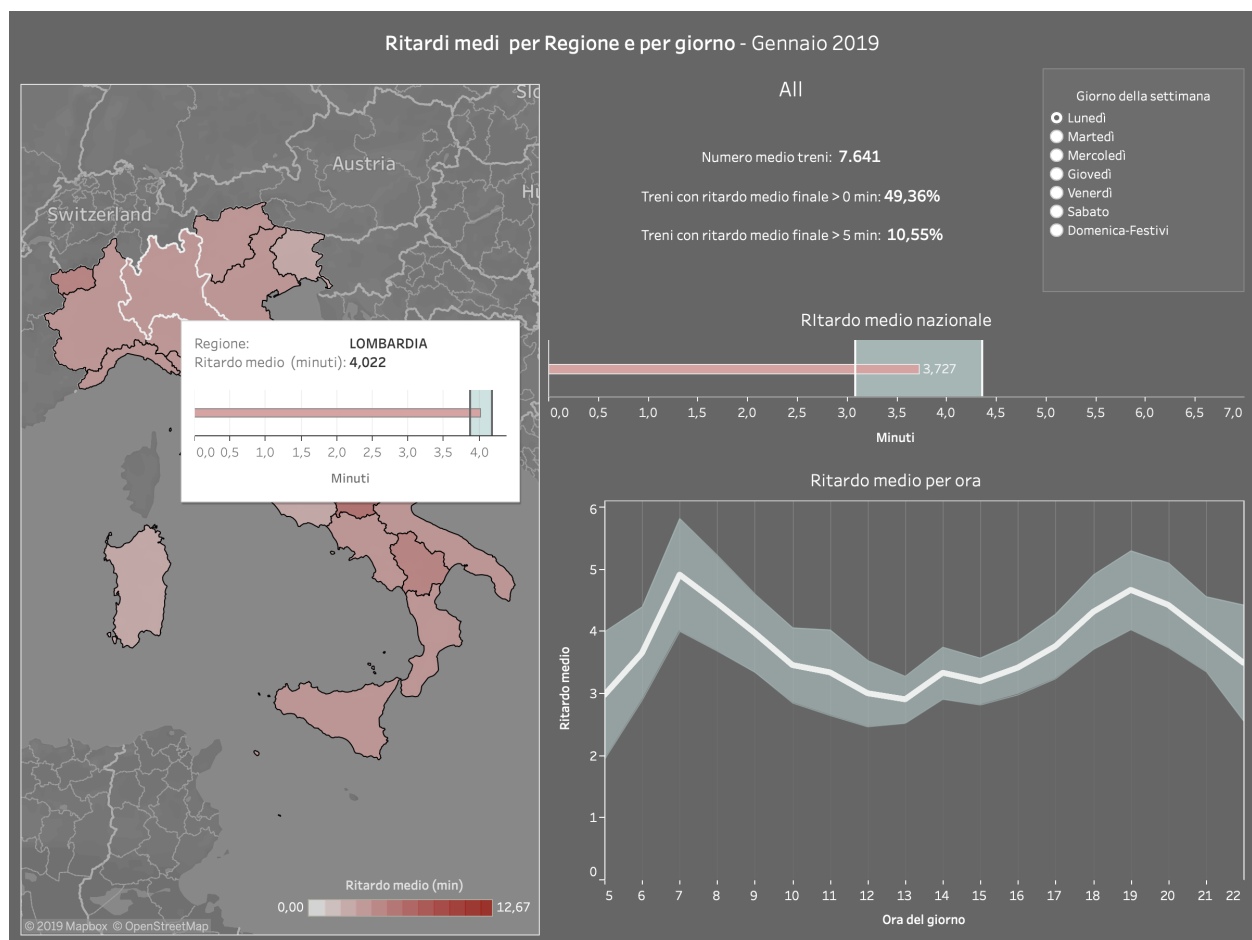 Ritardi medi per Regione e per giorno - Gennaio 2019
Slo
Austria
Hu
Switzerland
Regione: LOMBARDIA
Ritardo medio (minuti): 4,022
0,0 0,5 1,0 1,5 2,0 2,5 3,0 3,5 4,0
Minuti
Ritardo medio (min)
0,00 12,67
© 2019 Mapbox © OpenStreetMap
All
Numero medio treni: 7.641
Treni con ritardo medio finale > 0 min: 49,36%
Treni con ritardo medio finale > 5 min: 10,55%
Giorno della settimana
Lunedì
Martedì
Mercoledì
Giovedì
Venerdì
Sabato
Domenica-Festivi
RItardo medio nazionale
3,727
0,0 0,5 1,0 1,5 2,0 2,5 3,0 3,5 4,0 4,5 5,0 5,5 6,0 6,5 7,0
Minuti
Ritardo medio per ora
Ritardo medio
6
5
4
3
2
1
0
5 6 7 8 9 10 11 12 13 14 15 16 17 18 19 20 21 22
Ora del giorno